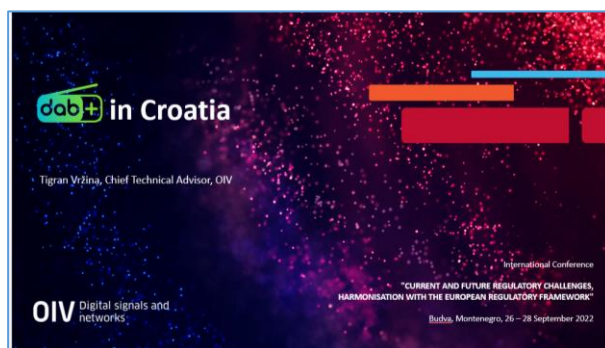 dab+ in Croatia
Tigran Vržina, Chief Technical Advisor, OIV
International Conference
"CURRENT AND FUTURE REGULATORY CHALLENGES,
HARMONISATION WITH THE EUROPEAN REGULATORY FRAMEWORK"
Budva, Montenegro, 26 – 28 September 2022
OIV Digital signals and
networks